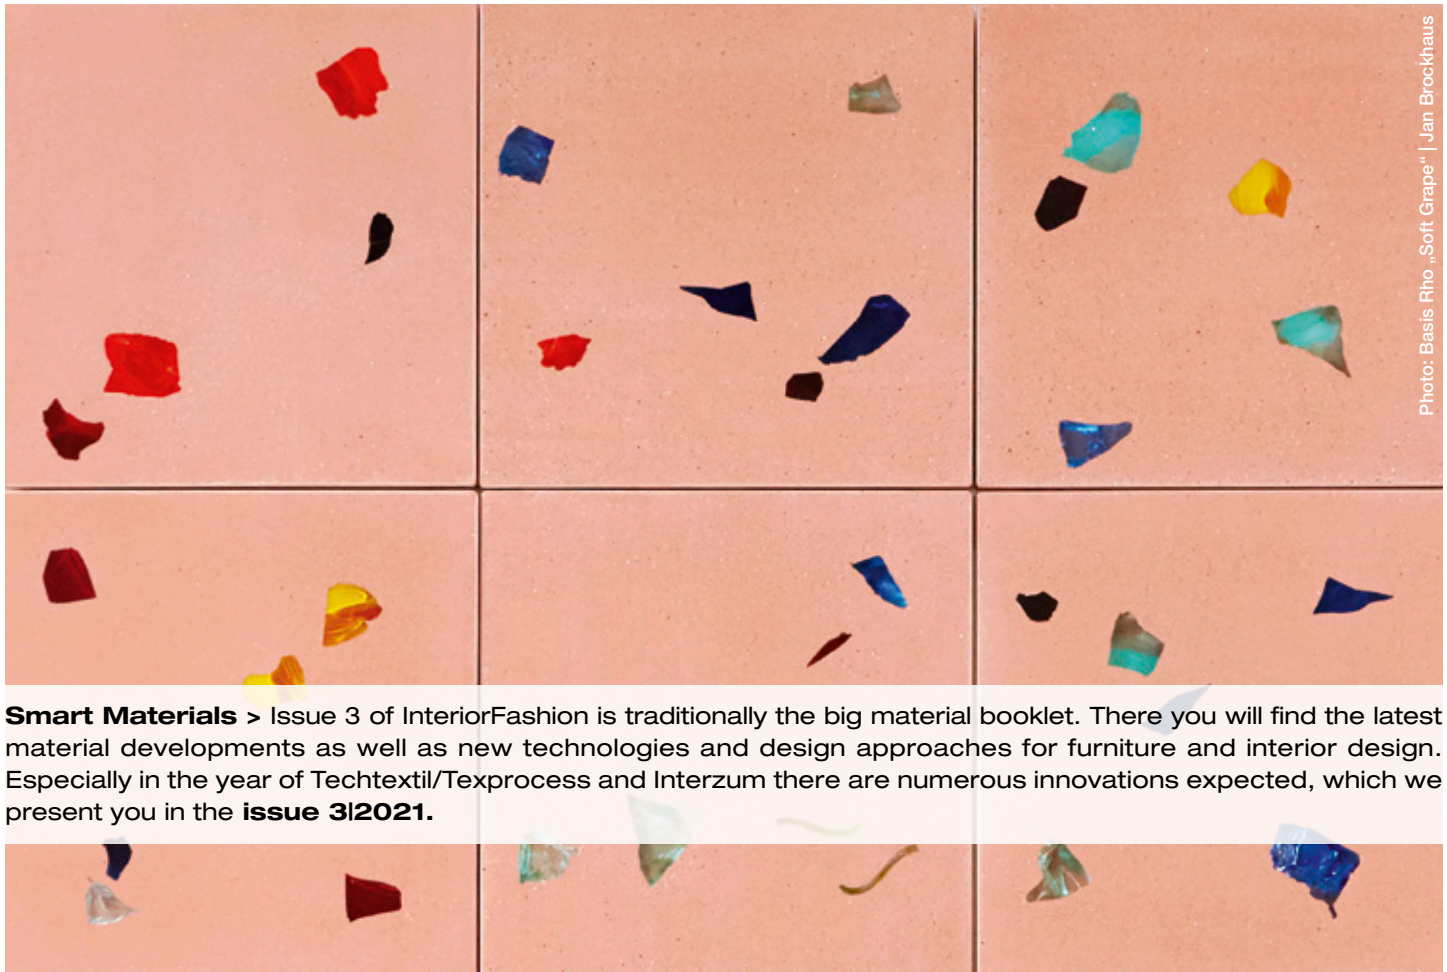 Photo: Basis Rho „Soft Grape“ | Jan Brockhaus
Smart Materials > Issue 3 of InteriorFashion is traditionally the big material booklet. There you will find the latest
material developments as well as new technologies and design approaches for furniture and interior design.
Especially in the year of Techtextil/Texprocess and Interzum there are numerous innovations expected, which we
present you in the issue 3|2021.